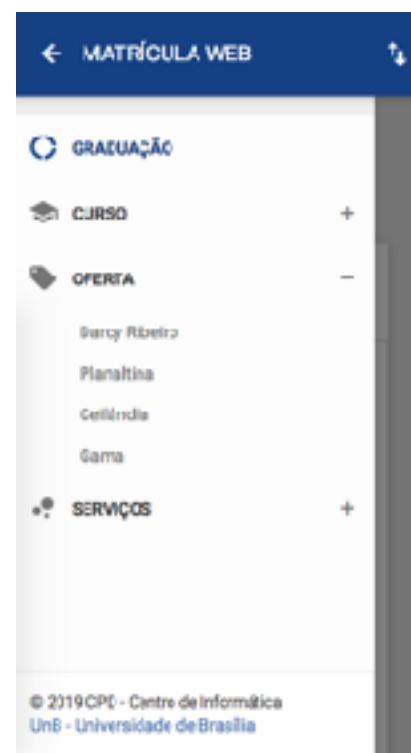 MATRÍCULA WEB
GRADUAÇÃO
CURSO +
OFERTA −
Darcy Ribeiro
Planaltina
Ceilândia
Gama
SERVIÇOS +
© 2019 CPD - Centro de Informática
UnB - Universidade de Brasília